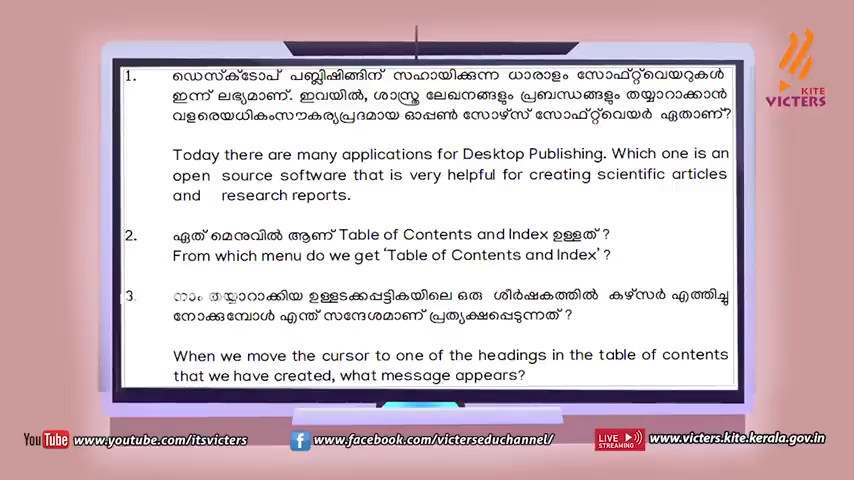 1. ഡെസ്ക്ടോപ് പബ്ലിഷിങ്ങിന് സഹായിക്കുന്ന ധാരാളം സോഫ്റ്റ്‌വെയറുകൾ
ഇന്ന് ലഭ്യമാണ്. ഇവയിൽ, ശാസ്ത്ര ലേഖനങ്ങളും പ്രബന്ധങ്ങളും തയ്യാറാക്കാൻ
വളരെയധികംസൗകര്യപ്രദമായ ഓപ്പൺ സോഴ്സ് സോഫ്റ്റ്‌വെയർ ഏതാണ്?
Today there are many applications for Desktop Publishing. Which one is an
open source software that is very helpful for creating scientific articles
and research reports.
2. ഏത് മെനുവിൽ ആണ് Table of Contents and Index ഉള്ളത് ?
From which menu do we get ‘Table of Contents and Index’ ?
3. നാം തയ്യാറാക്കിയ ഉള്ളടക്കപ്പട്ടികയിലെ ഒരു ശീർഷകത്തിൽ കഴ്സർ എത്തിച്ചു
നോക്കുമ്പോൾ എന്ത് സന്ദേശമാണ് പ്രത്യക്ഷപ്പെടുന്നത് ?
When we move the cursor to one of the headings in the table of contents
that we have created, what message appears?
KITE
VICTERS
YouTube www.youtube.com/itsvicters
f www.facebook.com/victerseduchannel/
LIVE STREAMING www.victers.kite.kerala.gov.in